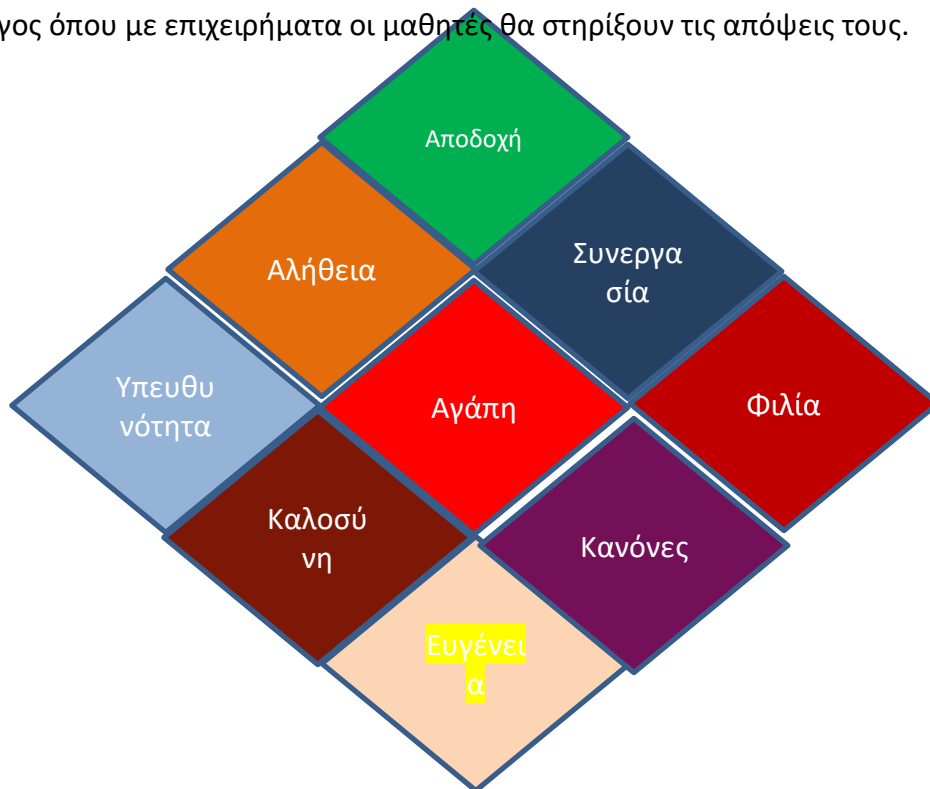 γος όπου με επιχειρήματα οι μαθητές θα στηρίξουν τις απόψεις τους.
Αποδοχή
Αλήθεια
Συνεργα
σία
Υπευθυ
νότητα
Αγάπη
Φιλία
Καλοσύ
νη
Κανόνες
Ευγένει
α